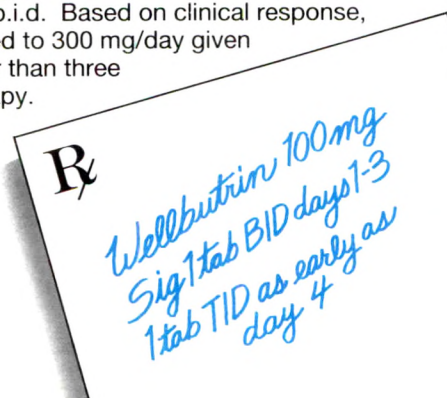 b.i.d. Based on clinical response,
d to 300 mg/day given
than three
py.
Rx
Wellbutrin 100mg
Sig 1 tab BID days 1-3
1 tab TID as early as
day 4